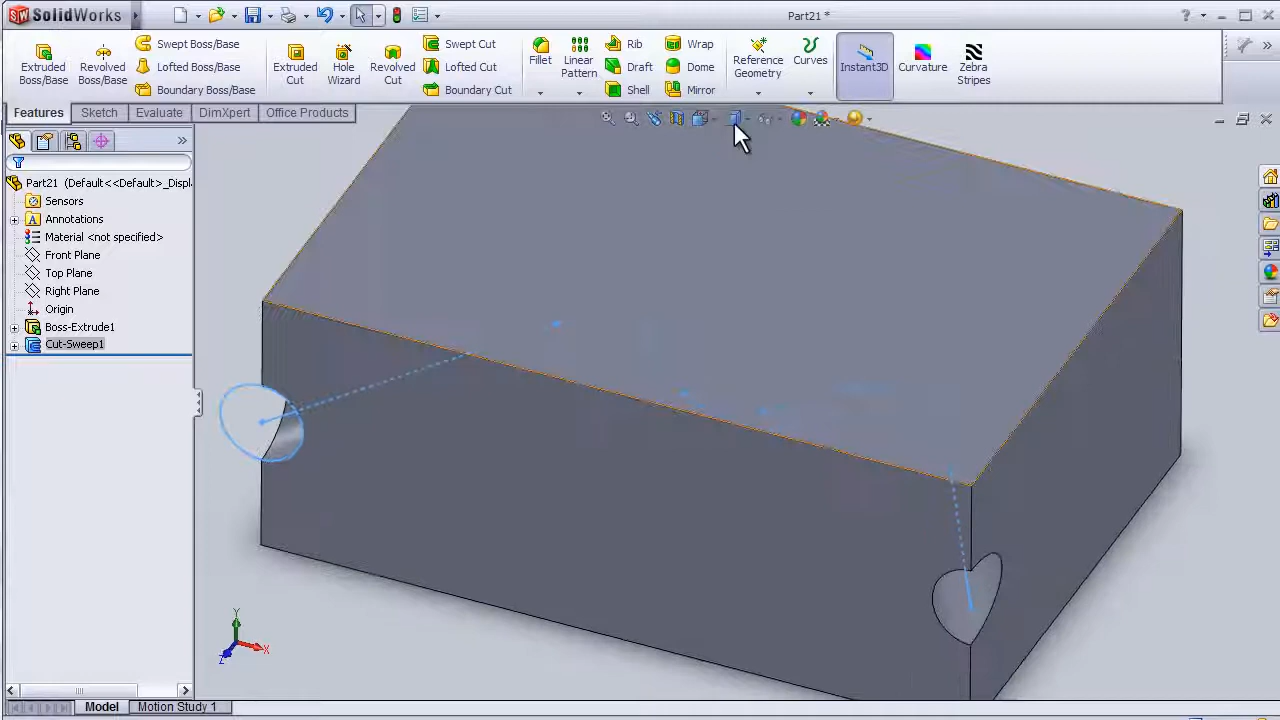 SW SolidWorks
Part21 *
?
Extruded Boss/Base
Revolved Boss/Base
Swept Boss/Base
Lofted Boss/Base
Boundary Boss/Base
Extruded Cut
Hole Wizard
Revolved Cut
Swept Cut
Lofted Cut
Boundary Cut
Fillet
Linear Pattern
Rib
Draft
Shell
Wrap
Dome
Mirror
Reference Geometry
Curves
Instant3D
Curvature
Zebra Stripes
Features
Sketch
Evaluate
DimXpert
Office Products
Part21 (Default<<Default>_Displ
Sensors
A Annotations
Material <not specified>
Front Plane
Top Plane
Right Plane
Origin
Boss-Extrude1
Cut-Sweep1
Y
X
Z
Model
Motion Study 1